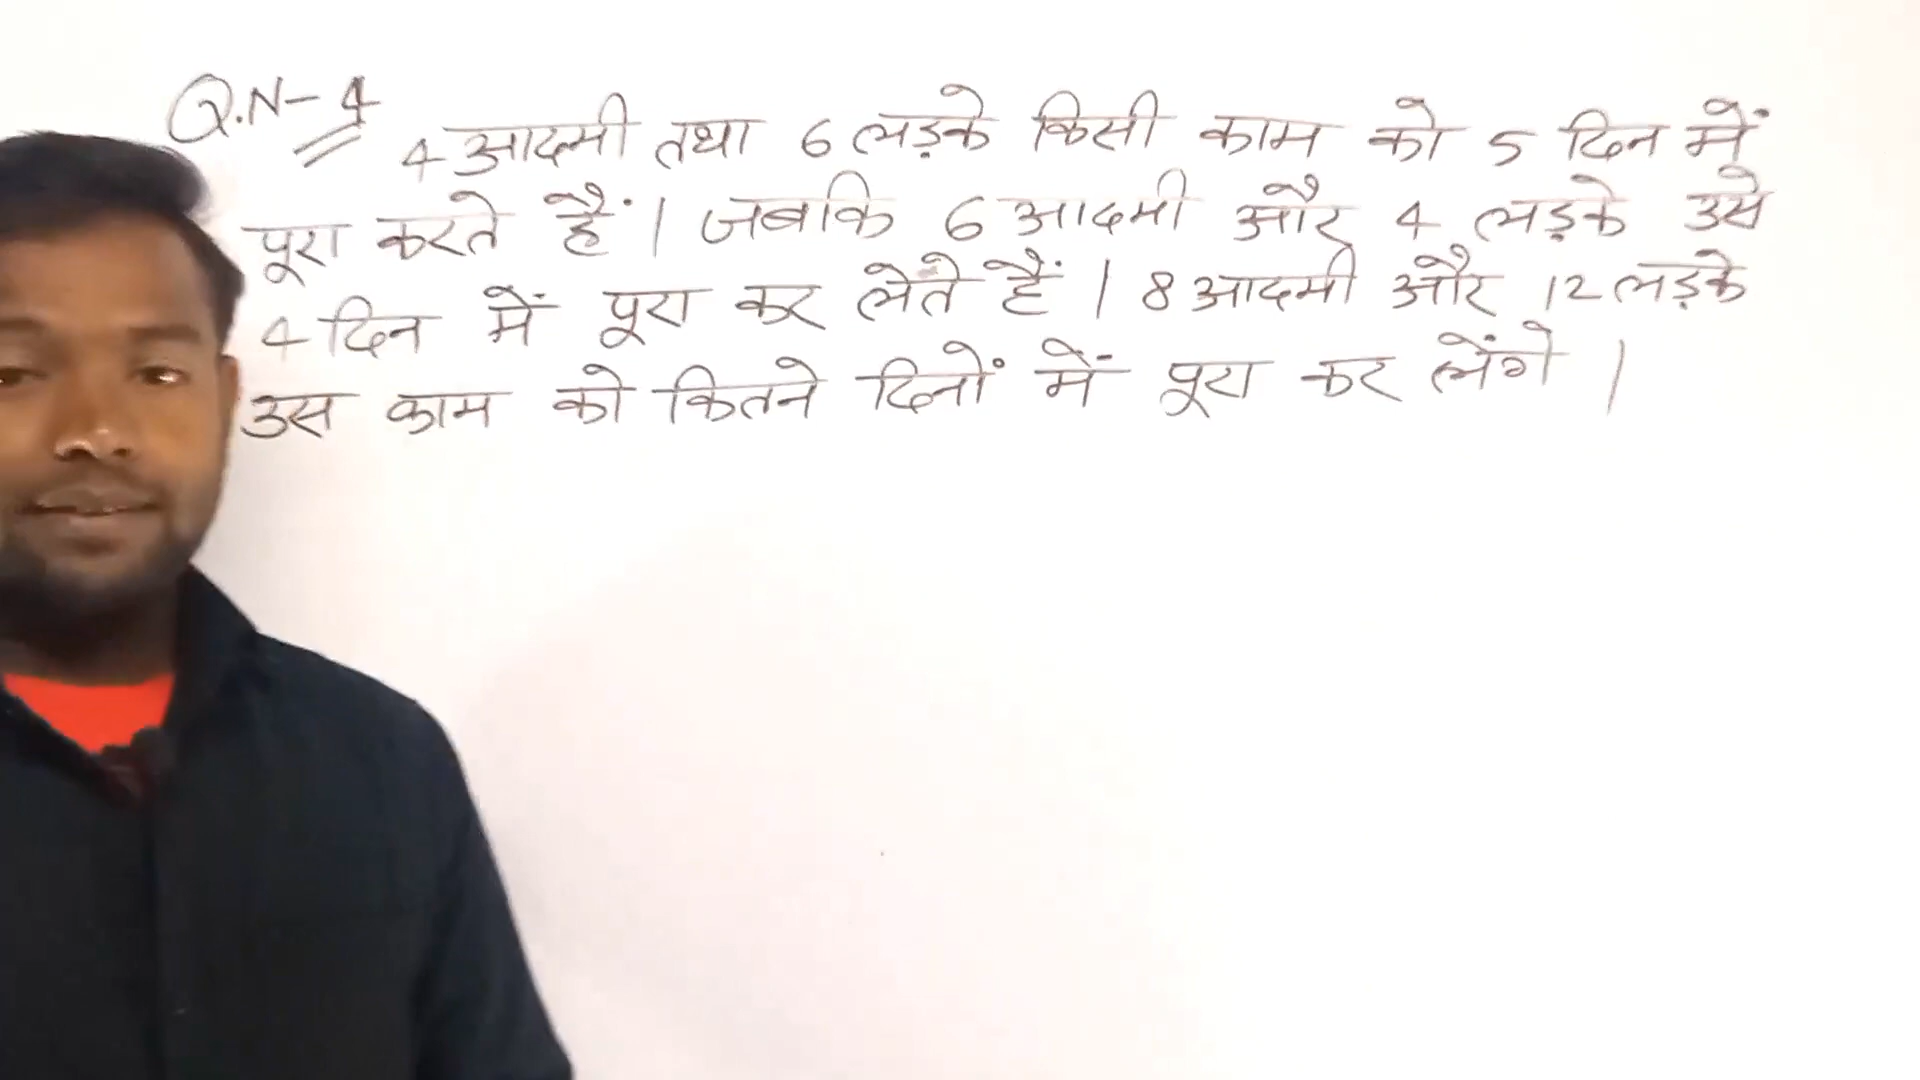 Q.N- 4
4 आदमी तथा 6 लड़के किसी काम को 5 दिन में
पूरा करते हैं। जबकि 6 आदमी और 4 लड़के उसे
4 दिन में पूरा कर लेते हैं। 8 आदमी और 12 लड़के
उस काम को कितने दिनों में पूरा कर लेंगे।